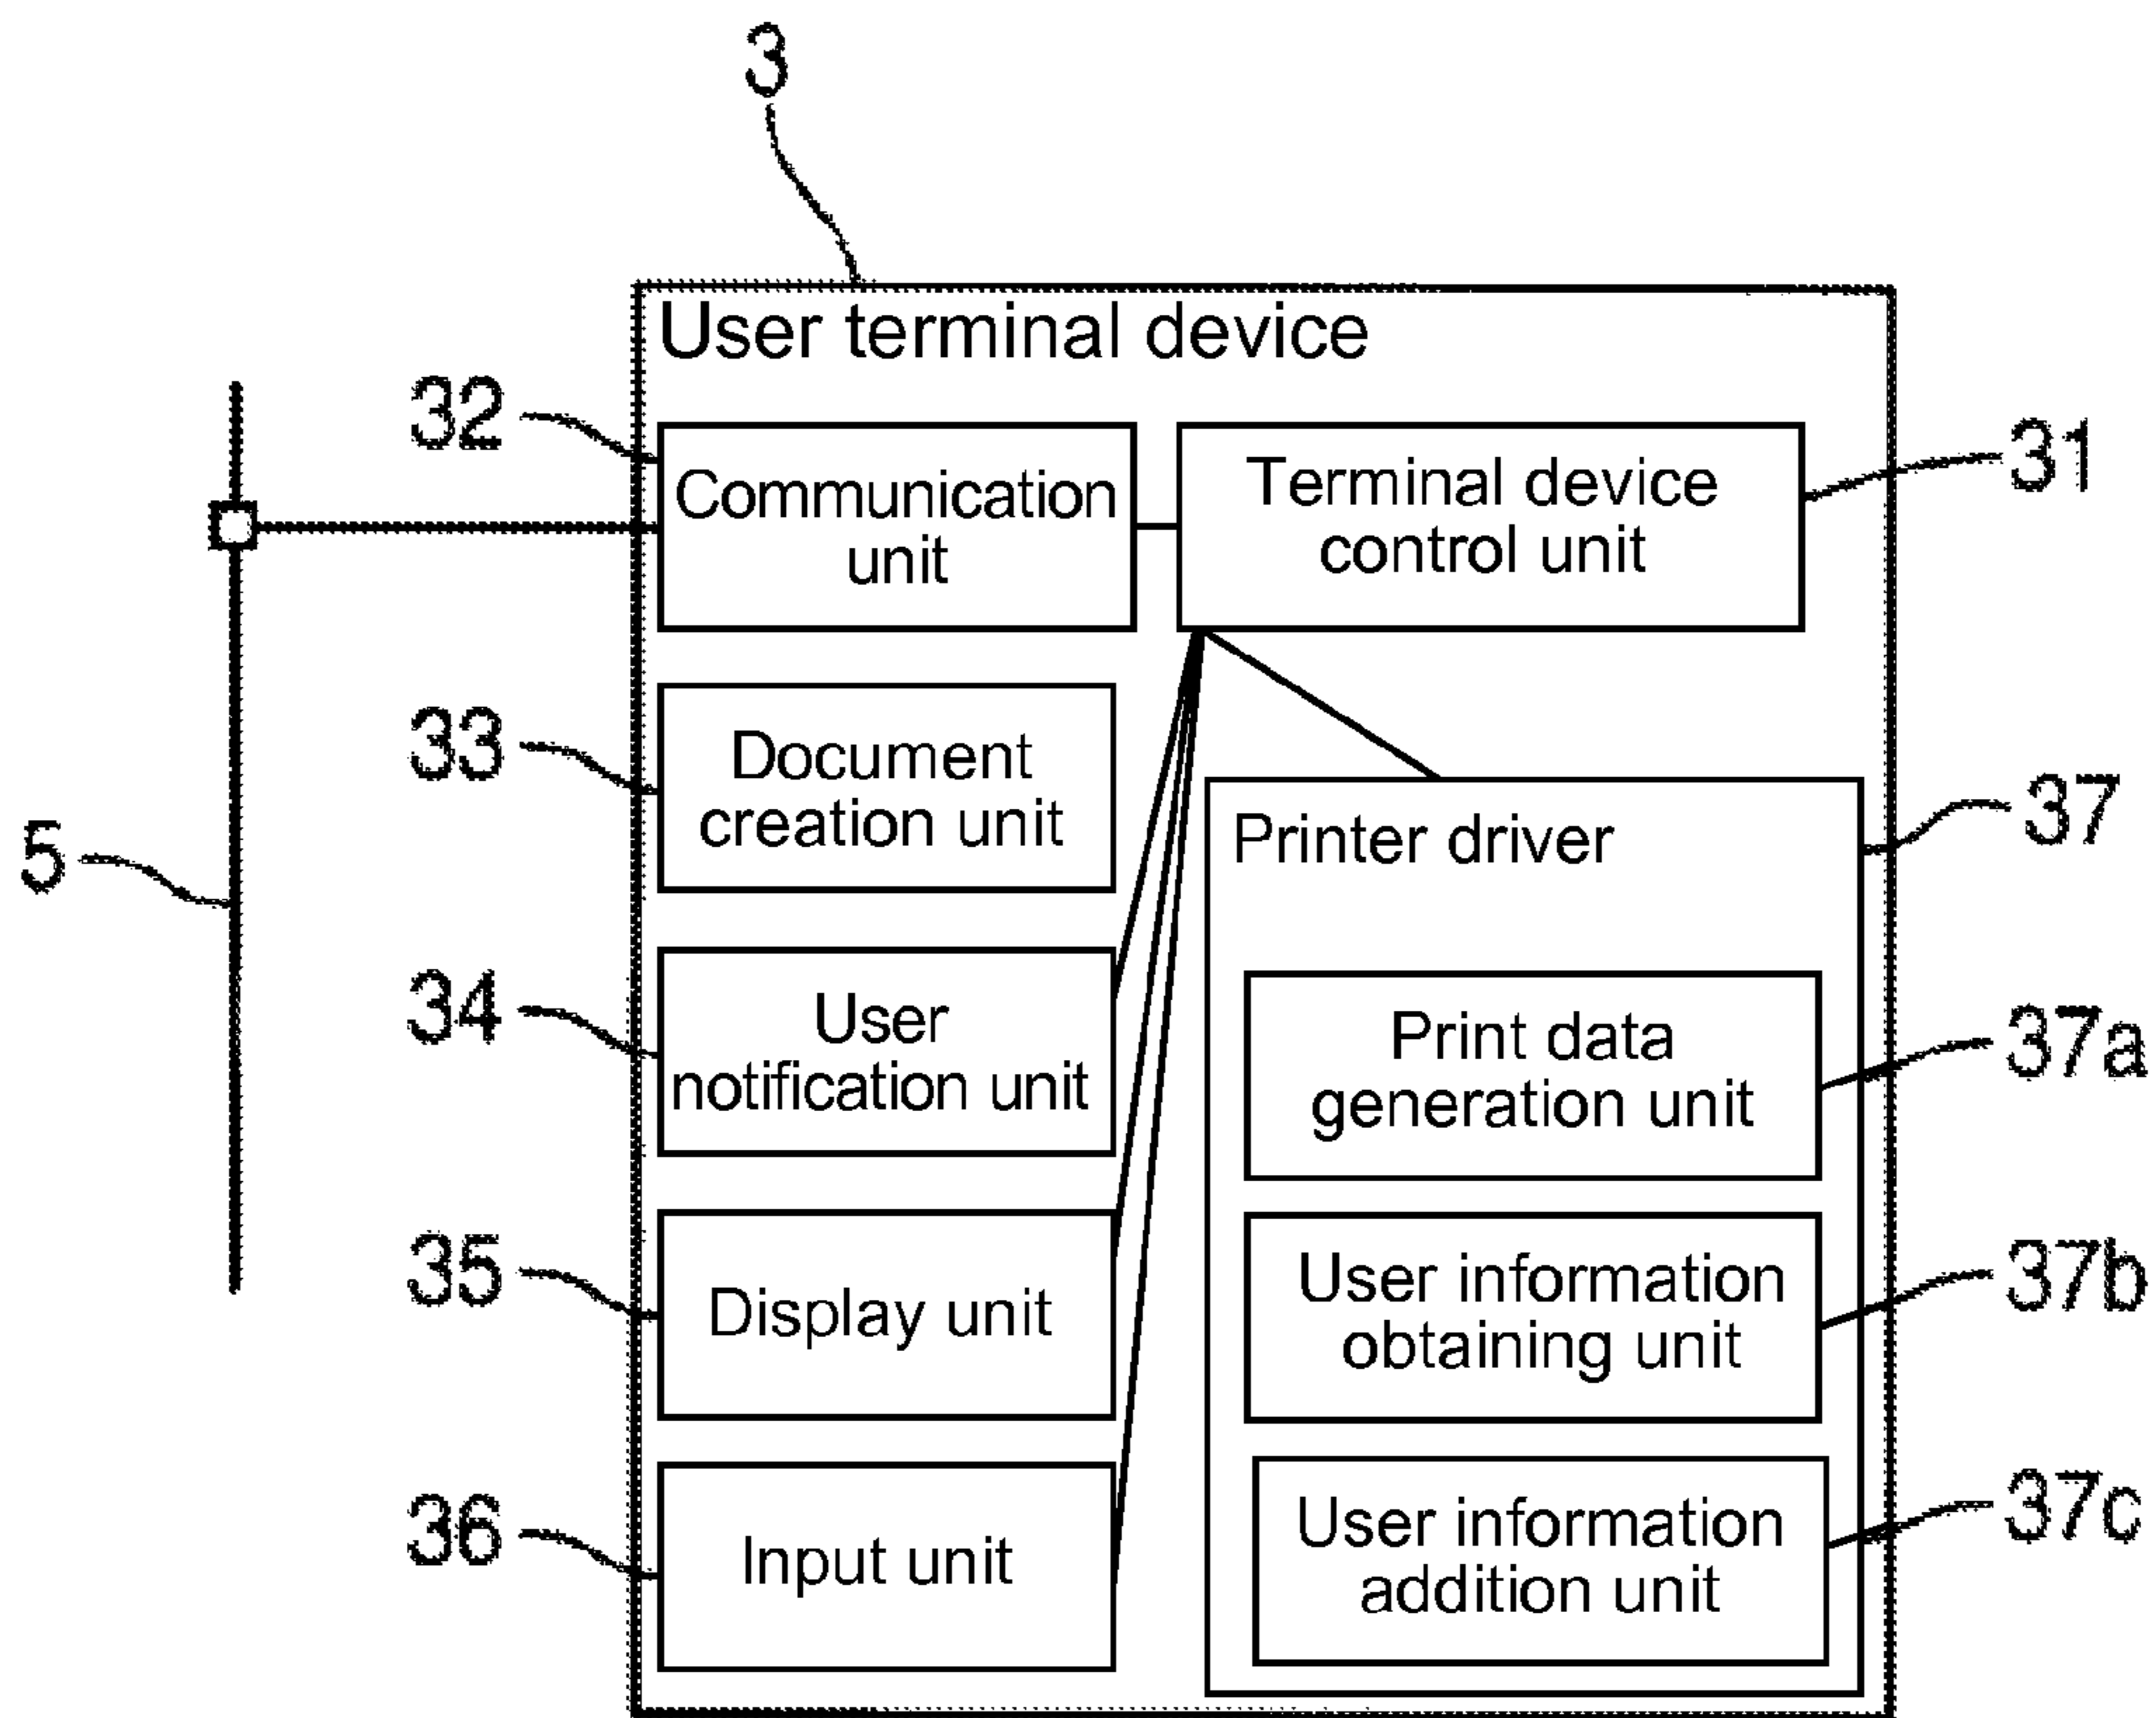 3
User terminal device
32
Communication
unit
Terminal device
control unit
31
33
Document
creation unit
5
Printer driver
37
34
User
notification unit
Print data
generation unit
37a
35
Display unit
User information
obtaining unit
37b
36
Input unit
User information
addition unit
37c